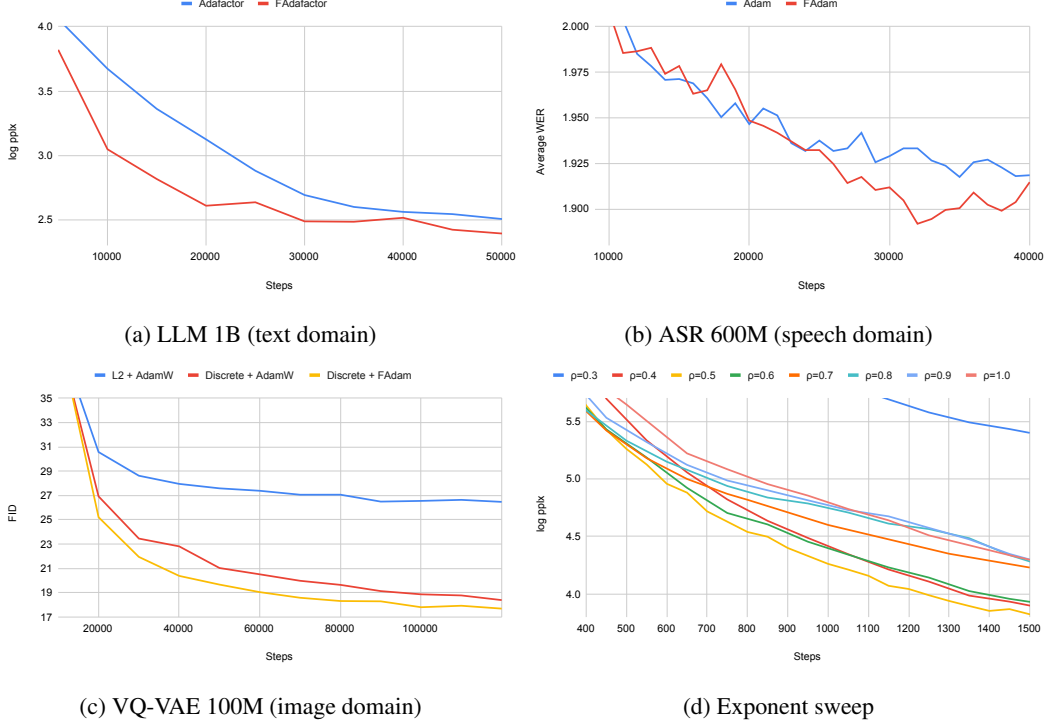 Adafactor FAdafactor
4.0
3.5
3.0
2.5
log pplx
10000 20000 30000 40000 50000
Steps
(a) LLM 1B (text domain)
Adam FAdam
2.000
1.975
1.950
1.925
1.900
Average WER
10000 20000 30000 40000
Steps
(b) ASR 600M (speech domain)
L2 + AdamW Discrete + AdamW Discrete + FAdam
35
33
31
29
27
25
23
21
19
17
FID
20000 40000 60000 80000 100000
Steps
(c) VQ-VAE 100M (image domain)
ρ=0.3 ρ=0.4 ρ=0.5 ρ=0.6 ρ=0.7 ρ=0.8 ρ=0.9 ρ=1.0
5.5
5.0
4.5
4.0
log pplx
400 500 600 700 800 900 1000 1100 1200 1300 1400 1500
Steps
(d) Exponent sweep